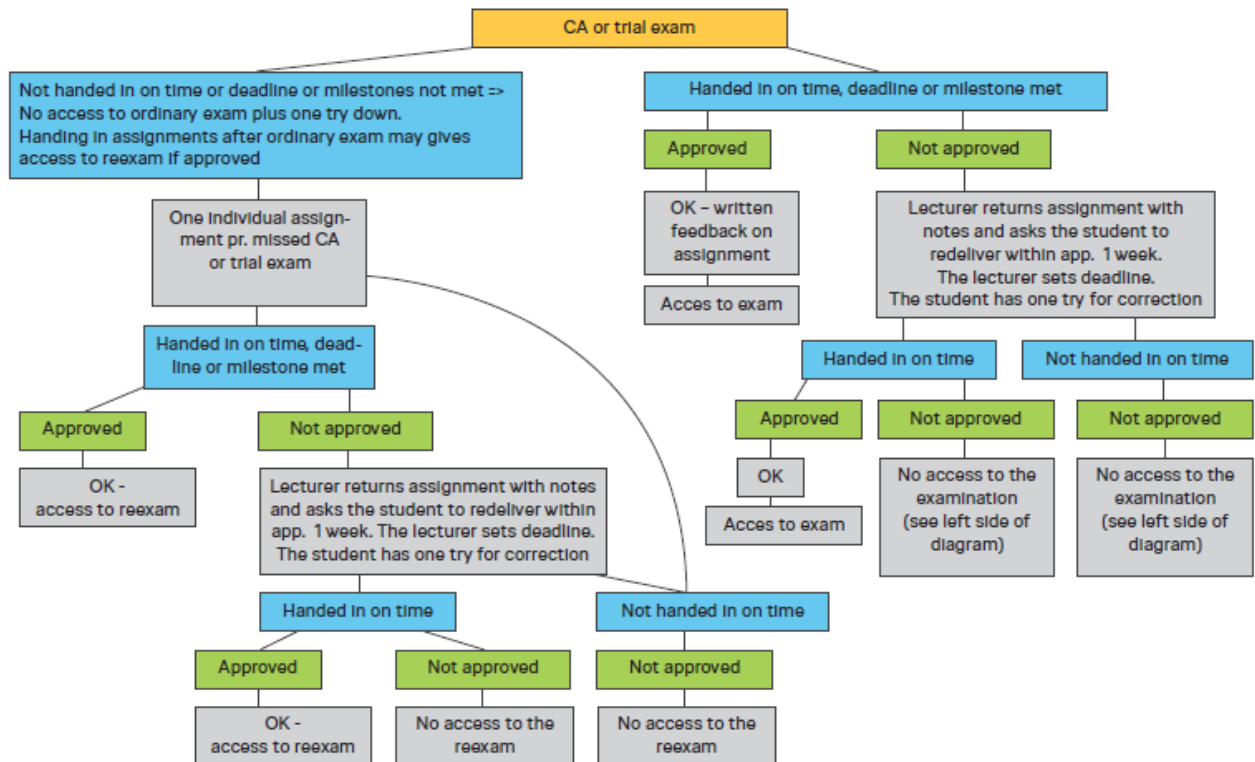 CA or trial exam
Not handed in on time or deadline or milestones not met =>
No access to ordinary exam plus one try down.
Handing in assignments after ordinary exam may gives
access to reexam if approved
Handed in on time, deadline or milestone met
Approved
Not approved
One individual assign-
ment pr. missed CA
or trial exam
OK – written
feedback on
assignment
Lecturer returns assignment with
notes and asks the student to
redeliver within app. 1 week.
The lecturer sets deadline.
The student has one try for correction
Acces to exam
Handed in on time, dead-
line or milestone met
Handed in on time
Not handed in on time
Approved
Not approved
Approved
Not approved
Not approved
OK -
access to reexam
Lecturer returns assignment with notes
and asks the student to redeliver within
app. 1 week. The lecturer sets deadline.
The student has one try for correction
OK
Acces to exam
No access to the
examination
(see left side of
diagram)
No access to the
examination
(see left side of
diagram)
Handed in on time
Not handed in on time
Approved
Not approved
Not approved
OK -
access to reexam
No access to the
reexam
No access to the
reexam